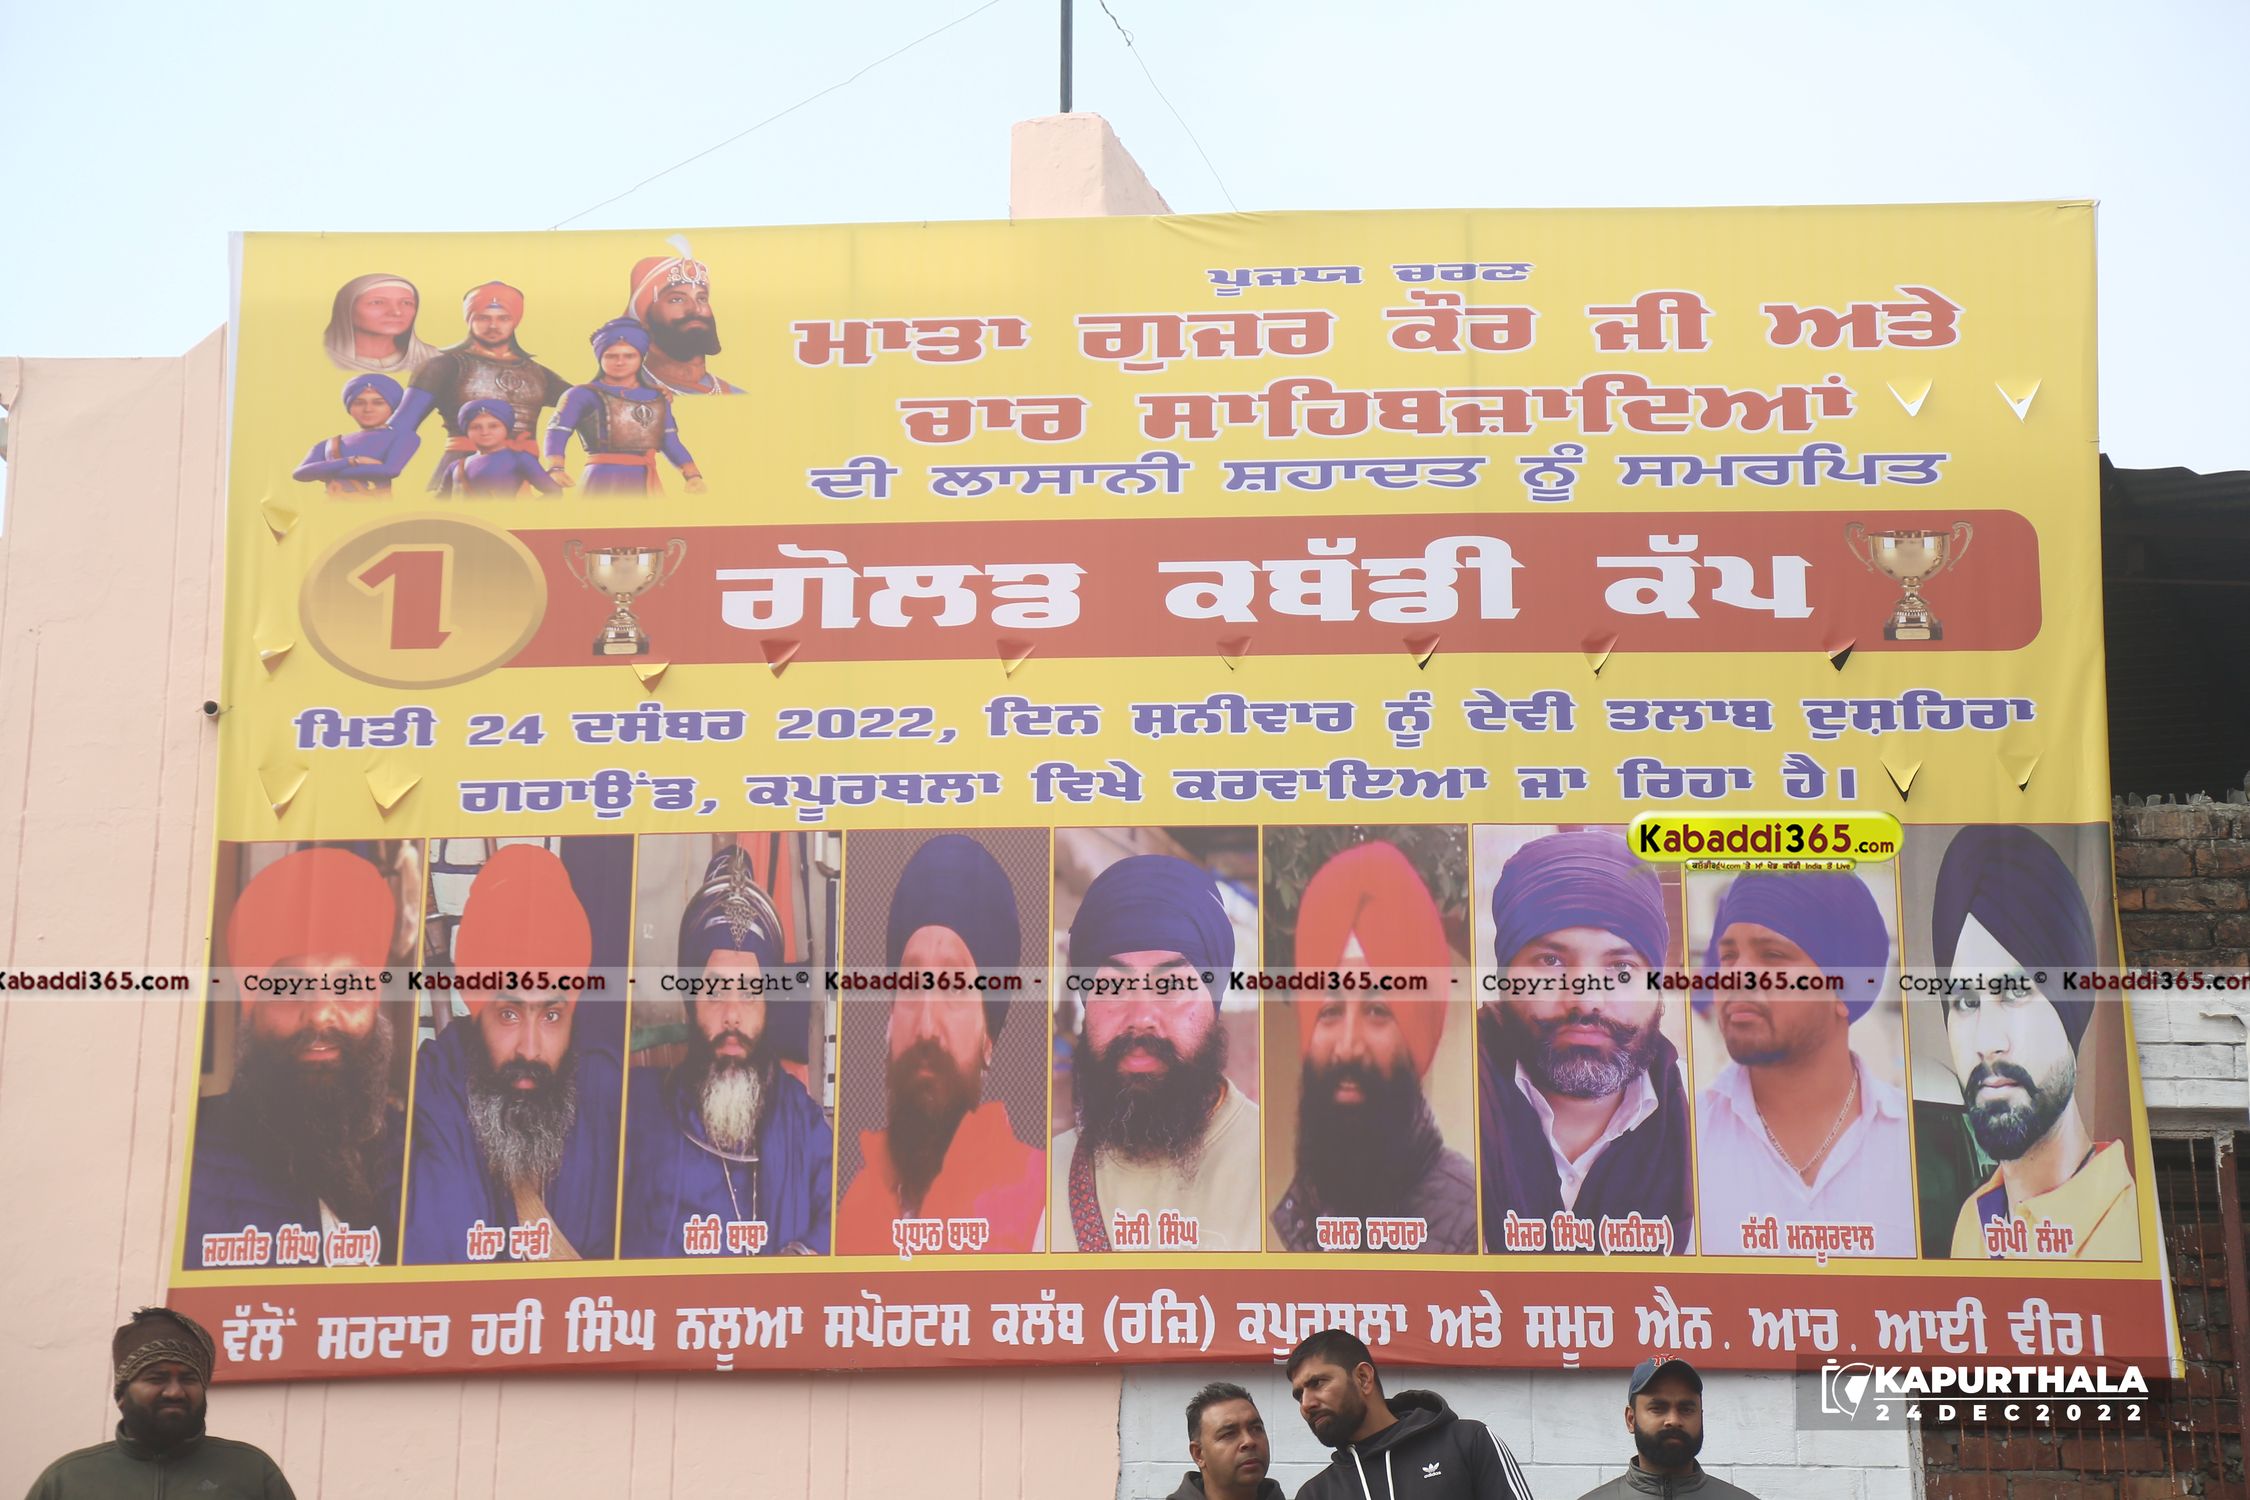 ਪੂਜਯ ਚਰਣ
ਮਾਤਾ ਗੁਜਰ ਕੌਰ ਜੀ ਅਤੇ
ਚਾਰ ਸਾਹਿਬਜ਼ਾਦਿਆਂ
ਦੀ ਲਾਸਾਨੀ ਸ਼ਹਾਦਤ ਨੂੰ ਸਮਰਪਿਤ
1 ਗੋਲਡ ਕਬੱਡੀ ਕੱਪ
ਮਿਤੀ 24 ਦਸੰਬਰ 2022, ਦਿਨ ਸ਼ਨੀਵਾਰ ਨੂੰ ਦੇਵੀ ਤਲਾਬ ਦੁਸ਼ਹਿਰਾ
ਗਰਾਉਂਡ, ਕਪੂਰਥਲਾ ਵਿਖੇ ਕਰਵਾਇਆ ਜਾ ਰਿਹਾ ਹੈ।
Kabaddi365.com
Kabaddi365.com - Copyright© Kabaddi365.com - Copyright© Kabaddi365.com - Copyright© Kabaddi365.com - Copyright© Kabaddi365.com - Copyright© Kabaddi365.com
ਜਗਜੀਤ ਸਿੰਘ (ਜੱਗਾ) ਮੰਨਾ ਟਾਂਡੀ ਸੰਨੀ ਬਾਬਾ ਪ੍ਰਧਾਨ ਬਾਬਾ ਜੋਲੀ ਸਿੰਘ ਕਮਲ ਨਾਗਰਾ ਮੇਜਰ ਸਿੰਘ (ਮਨੀਲਾ) ਲੱਕੀ ਮਨਸੂਰਵਾਲ ਗੋਪੀ ਲੰਮਾ
ਵੱਲੋਂ ਸਰਦਾਰ ਹਰੀ ਸਿੰਘ ਨਲੂਆ ਸਪੋਰਟਸ ਕਲੱਬ (ਰਜਿ) ਕਪੂਰਥਲਾ ਅਤੇ ਸਮੂਹ ਐਨ. ਆਰ. ਆਈ ਵੀਰ।
KAPURTHALA
24DEC2022
adidas